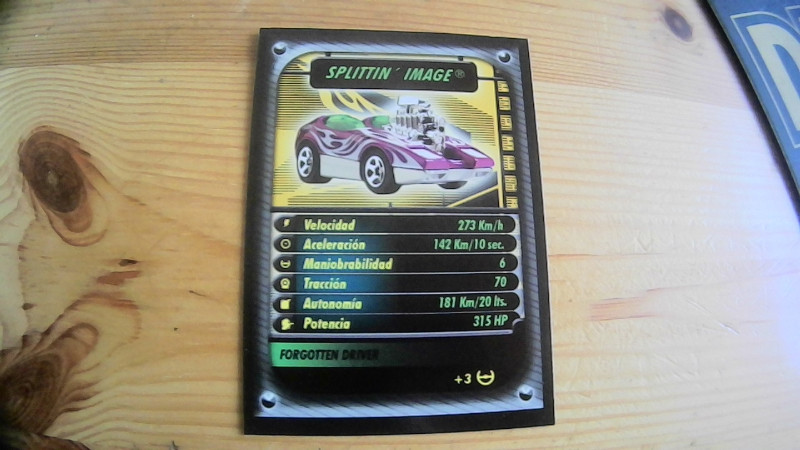 SPLITTIN´ IMAGE®
Velocidad 273 Km/h
Aceleración 142 Km/10 sec.
Maniobrabilidad 6
Tracción 70
Autonomía 181 Km/20 lts.
Potencia 315 HP
FORGOTTEN DRIVER
+3